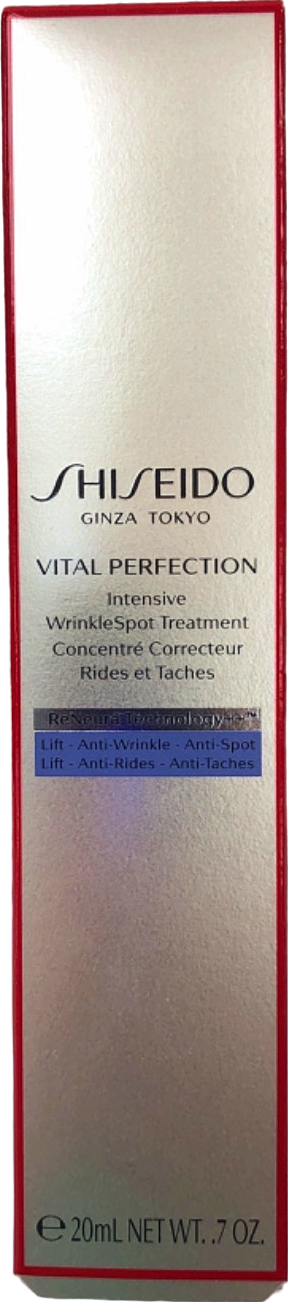 SHISEIDO
GINZA TOKYO
VITAL PERFECTION
Intensive
WrinkleSpot Treatment
Concentré Correcteur
Rides et Taches
ReNeura Technology++™
Lift - Anti-Wrinkle - Anti-Spot
Lift - Anti-Rides - Anti-Taches
℮ 20mL NET WT. .7 OZ.